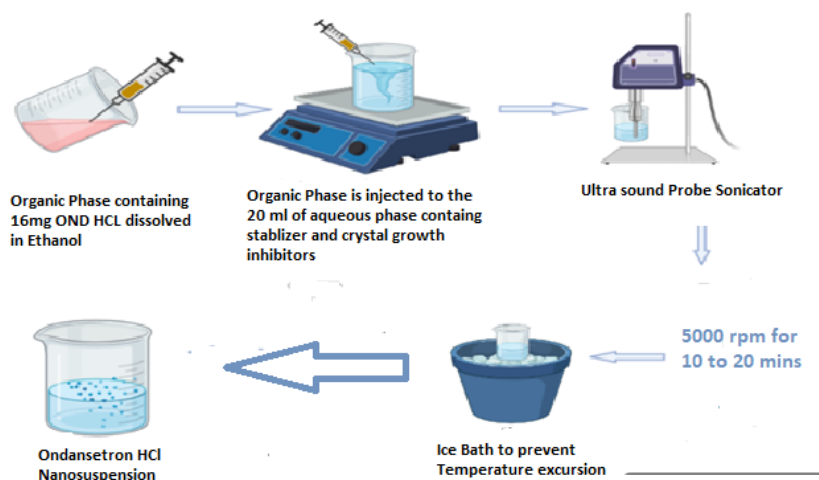 Organic Phase containing
16mg OND HCL dissolved
in Ethanol
Organic Phase is injected to the
20 ml of aqueous phase containg
stablizer and crystal growth
inhibitors
Ultra sound Probe Sonicator
5000 rpm for
10 to 20 mins
Ice Bath to prevent
Temperature excursion
Ondansetron HCl
Nanosuspension